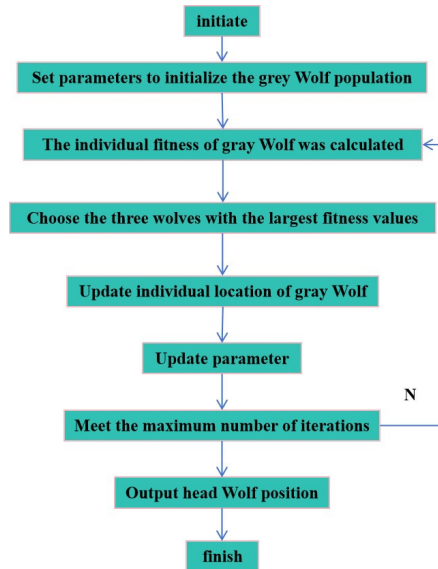 initiate
Set parameters to initialize the grey Wolf population
The individual fitness of gray Wolf was calculated
Choose the three wolves with the largest fitness values
Update individual location of gray Wolf
Update parameter
N
Meet the maximum number of iterations
Output head Wolf position
finish